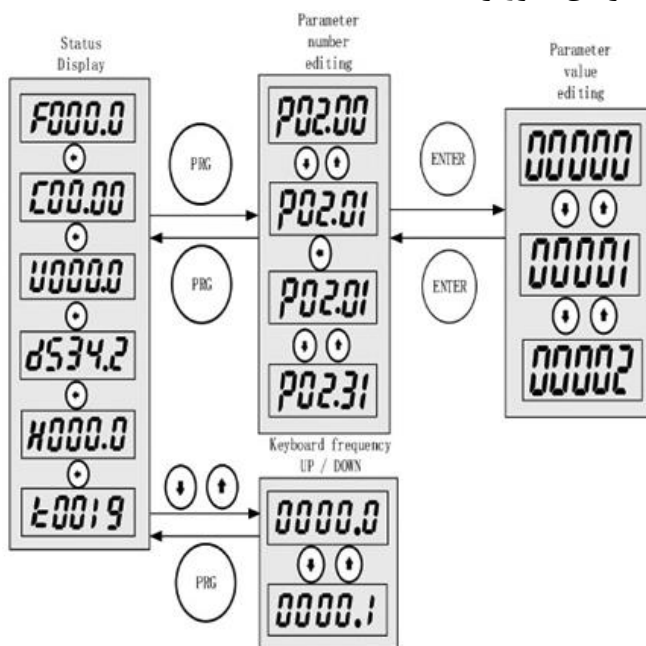 Status
Display
F000.0
C00.00
U000.0
d534.2
H000.0
t0019
PRG
PRG
Parameter
number
editing
P02.00
P02.01
P02.01
P02.31
ENTER
ENTER
Parameter
value
editing
00000
00001
00002
PRG
Keyboard frequency
UP / DOWN
0000.0
0000.1